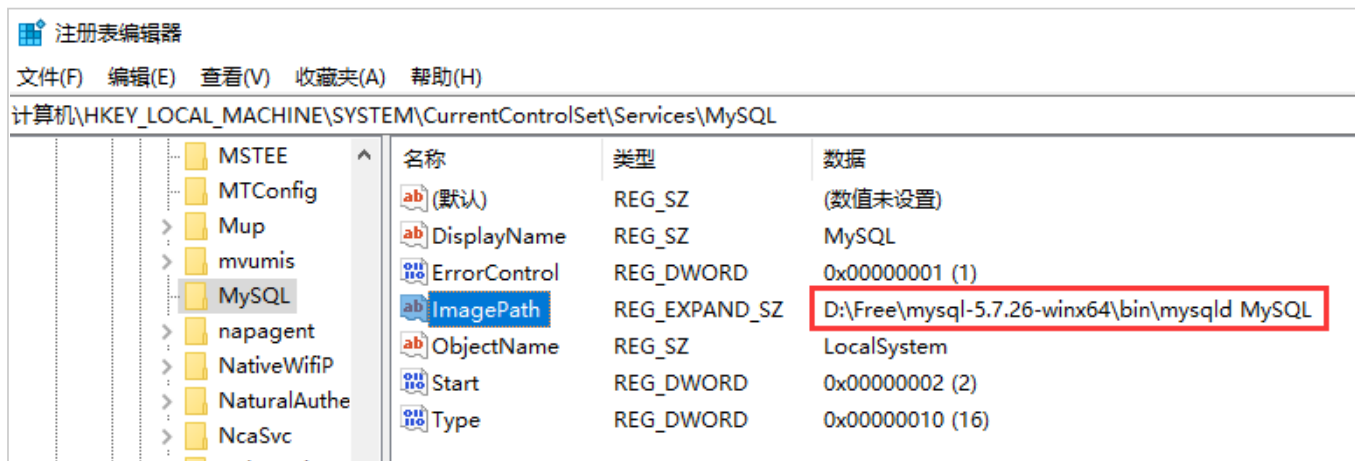 注册表编辑器
文件(F) 编辑(E) 查看(V) 收藏夹(A) 帮助(H)
计算机\HKEY_LOCAL_MACHINE\SYSTEM\CurrentControlSet\Services\MySQL
MSTEE
MTConfig
Mup
mvumis
MySQL
napagent
NativeWifiP
NaturalAuthe
NcaSvc
名称 类型 数据
(默认) REG_SZ (数值未设置)
DisplayName REG_SZ MySQL
ErrorControl REG_DWORD 0x00000001 (1)
ImagePath REG_EXPAND_SZ D:\Free\mysql-5.7.26-winx64\bin\mysqld MySQL
ObjectName REG_SZ LocalSystem
Start REG_DWORD 0x00000002 (2)
Type REG_DWORD 0x00000010 (16)